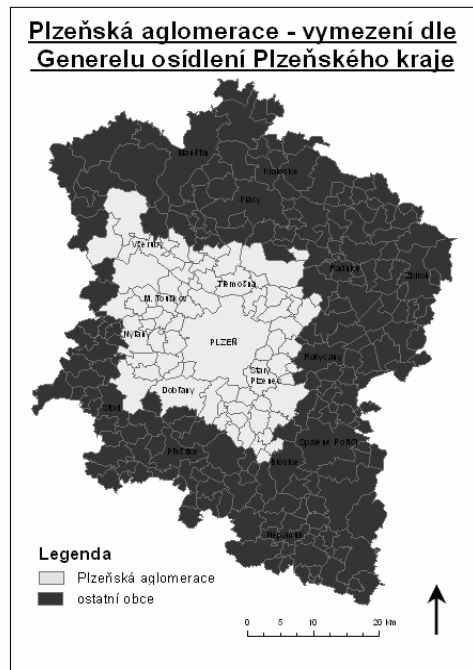 Plzeňská aglomerace - vymezení dle
Generelu osídlení Plzeňského kraje
Manětín
Kralovice
Plasy
Všeruby
Radnice
Zbiroh
Třemošná
M. Touškov
Nýřany
PLZEŇ
Rokycany
Starý
Plzenec
Dobřany
Stod
Spálené Poříčí
Přeštice
Blovice
Nepomuk
Legenda
Plzeňská aglomerace
ostatní obce
0 5 10 20 Km